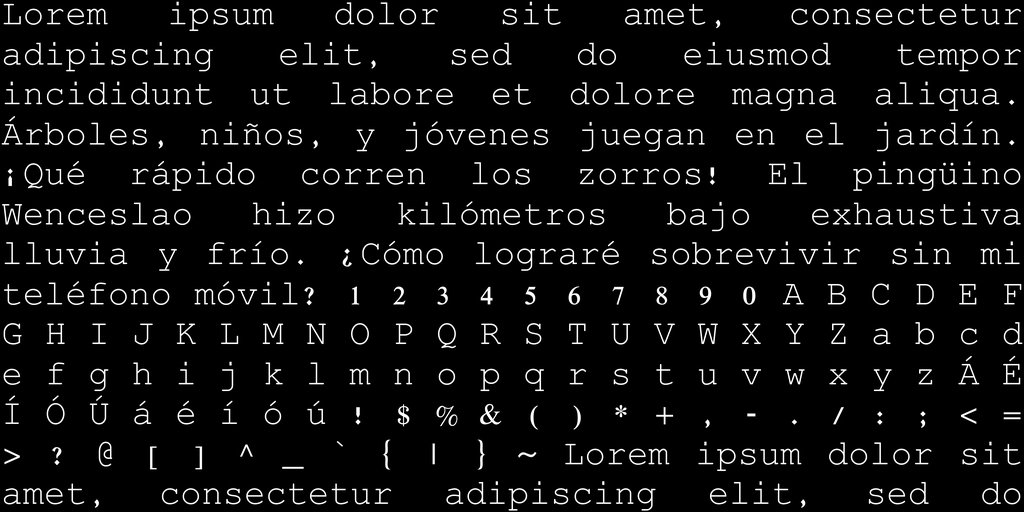 Lorem ipsum dolor sit amet, consectetur
adipiscing elit, sed do eiusmod tempor
incididunt ut labore et dolore magna aliqua.
Árboles, niños, y jóvenes juegan en el jardín.
¡Qué rápido corren los zorros! El pingüino
Wenceslao hizo kilómetros bajo exhaustiva
lluvia y frío. ¿Cómo lograré sobrevivir sin mi
teléfono móvil? 1 2 3 4 5 6 7 8 9 0 A B C D E F
G H I J K L M N O P Q R S T U V W X Y Z a b c d
e f g h i j k l m n o p q r s t u v w x y z Á É
Í Ó Ú á é í ó ú ! $ % & ( ) * + , - . / : ; < =
> ? @ [ ] ^ _ ` { | } ~ Lorem ipsum dolor sit
amet, consectetur adipiscing elit, sed do